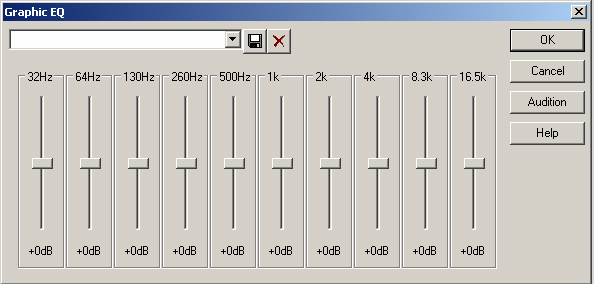 Graphic EQ
OK
Cancel
Audition
Help
32Hz 64Hz 130Hz 260Hz 500Hz 1k 2k 4k 8.3k 16.5k
+0dB +0dB +0dB +0dB +0dB +0dB +0dB +0dB +0dB +0dB